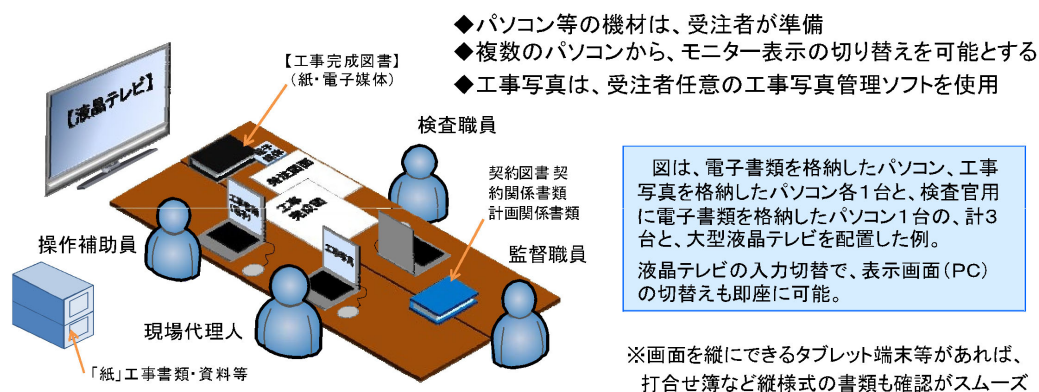 ◆パソコン等の機材は、受注者が準備
◆複数のパソコンから、モニター表示の切り替えを可能とする
◆工事写真は、受注者任意の工事写真管理ソフトを使用
【工事完成図書】
(紙・電子媒体)
【液晶テレビ】
検査職員
電子媒体
発注図面
工事完成図
工事書類
(電子)
工事写真
契約図書 契
約関係書類
計画関係書類
操作補助員
監督職員
現場代理人
「紙」工事書類・資料等
図は、電子書類を格納したパソコン、工事
写真を格納したパソコン各1台と、検査官用
に電子書類を格納したパソコン1台の、計3
台と、大型液晶テレビを配置した例。
液晶テレビの入力切替で、表示画面(PC)
の切替えも即座に可能。
※画面を縦にできるタブレット端末等があれば、
打合せ簿など縦様式の書類も確認がスムーズ